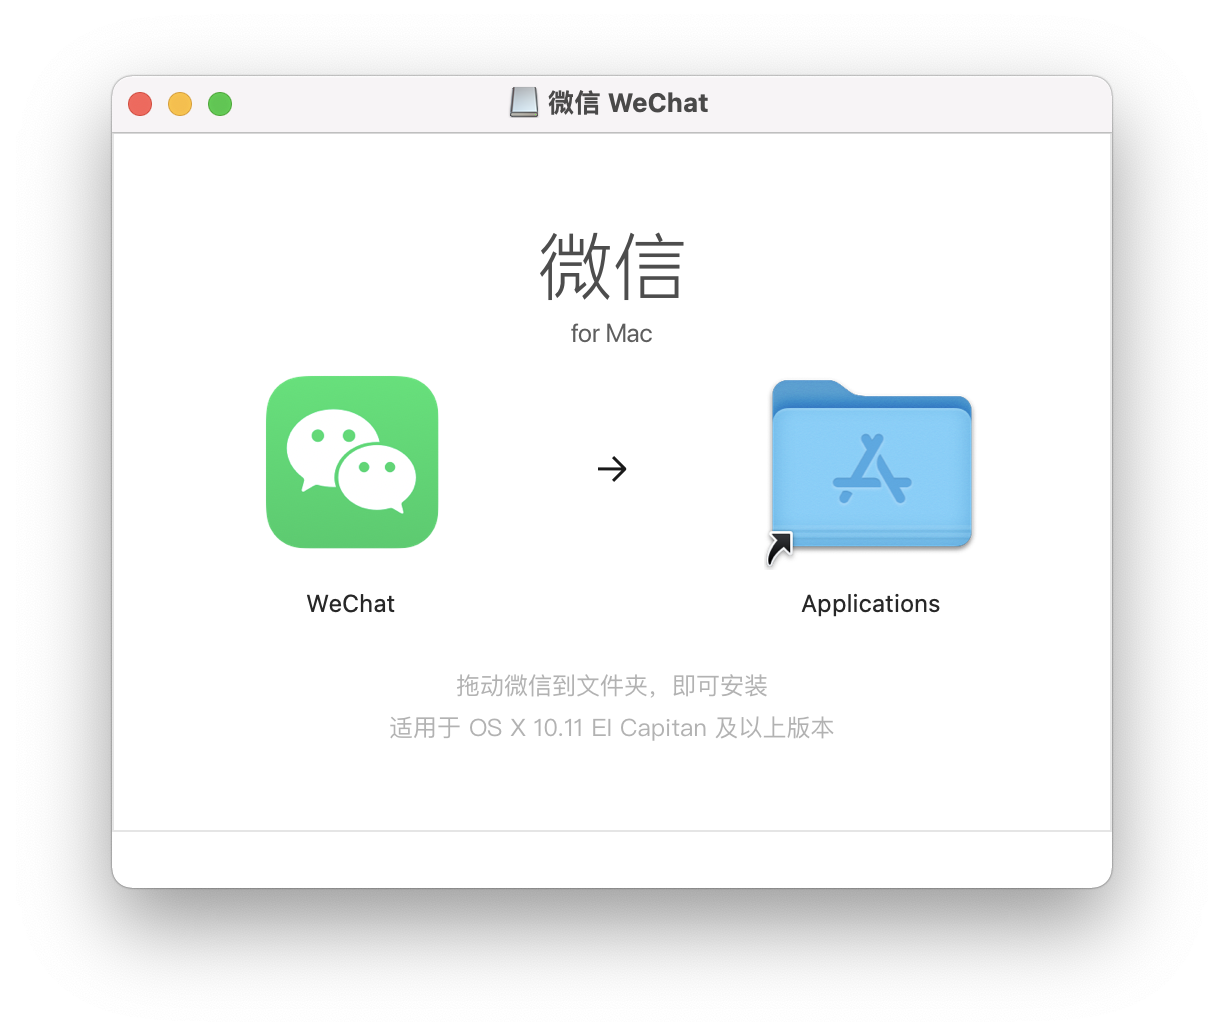 微信 WeChat
微信
for Mac
WeChat
Applications
拖动微信到文件夹，即可安装
适用于 OS X 10.11 El Capitan 及以上版本